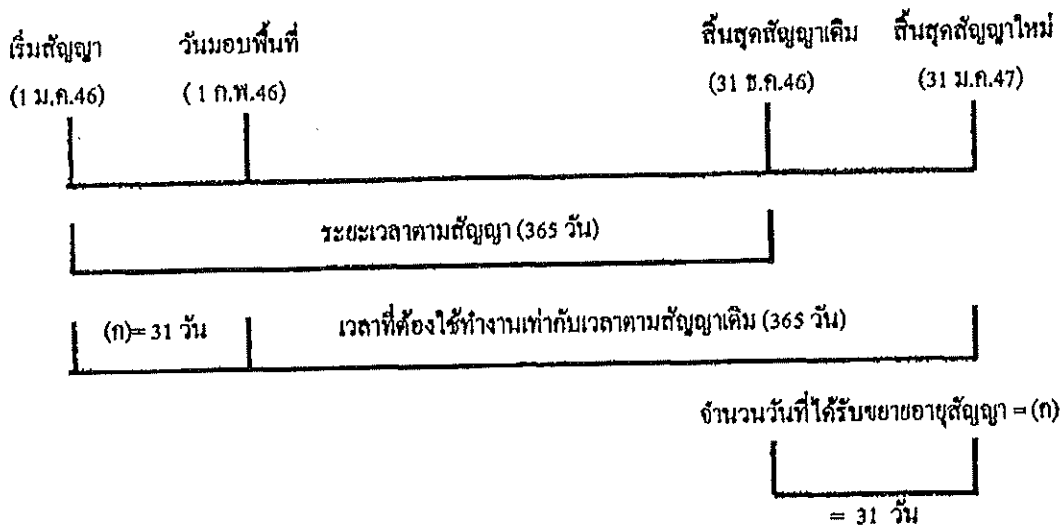 เริ่มสัญญา วันมอบพื้นที่ สิ้นสุดสัญญาเดิม สิ้นสุดสัญญาใหม่
(1 ม.ค.46) ( 1 ก.พ.46) (31 ธ.ค.46) (31 ม.ค.47)
ระยะเวลาตามสัญญา (365 วัน)
(ก)= 31 วัน เวลาที่ต้องใช้ทำงานเท่ากับเวลาตามสัญญาเดิม (365 วัน)
จำนวนวันที่ได้รับขยายอายุสัญญา = (ก)
= 31 วัน